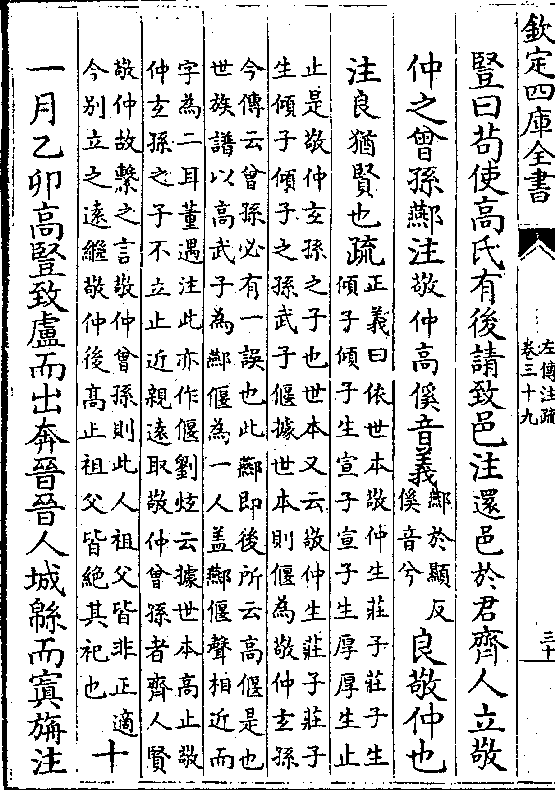 欽定四庫全書
左傳注疏
卷三十九
三十
豎曰苟使高氏有後請致邑注還邑於君齊人立敬
仲之曾孫酀注敬仲高傒音義酀於顯反傒音兮良敬仲也
注良猶賢也疏正義曰依世本敬仲生莊子莊子生
傾子傾子生宣子宣子生厚厚生止
止是敬仲玄孫之子也世本又云敬仲生莊子莊子
生傾子傾子之孫武子偃據世本則偃為敬仲玄孫
今傳云曾孫必有一誤也此酀即後所云高偃是也
世族譜以高武子為酀偃為一人盖酀偃聲相近而
字為二耳董遇注此亦作偃劉炫云據世本高止敬
仲玄孫之子不立止近親遠取敬仲曾孫者齊人賢
敬仲故繫之言敬仲曾孫則此人祖父皆非正適
今别立之遠繼敬仲後髙止祖父皆絶其祀也十
一月乙卯高豎致盧而出奔晉晉人城緜而寘旃注